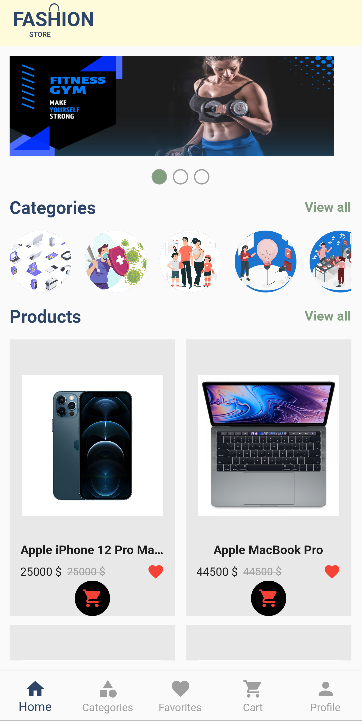 FASHION
STORE
FITNESS
GYM
MAKE
YOURSELF
STRONG
Categories View all
Products View all
Apple iPhone 12 Pro Ma...
25000 $ 25000 $
Apple MacBook Pro
44500 $ 44500 $
Home Categories Favorites Cart Profile